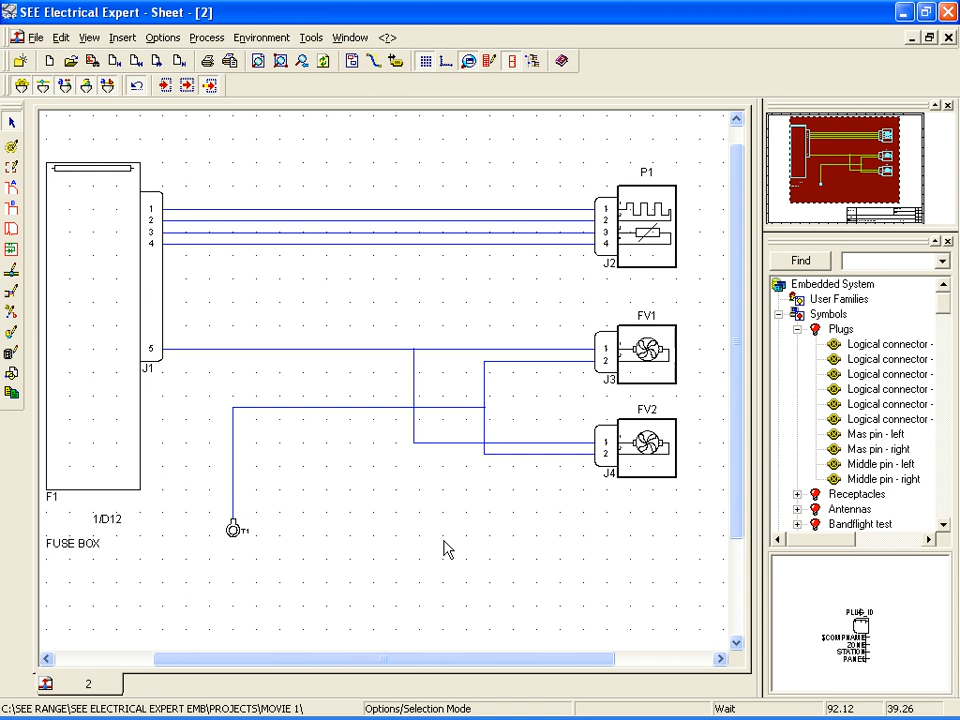 SEE Electrical Expert - Sheet - [2]
File Edit View Insert Options Process Environment Tools Window <?>
P1
1
2
3
4
1
2
3
4
J2
FV1
5
1
2
J1
J3
FV2
1
2
J4
F1
1/D12
T1
FUSE BOX
2
Find
Embedded System
User Families
Symbols
Plugs
Logical connector -
Logical connector -
Logical connector -
Logical connector -
Logical connector -
Logical connector -
Mas pin - left
Mas pin - right
Middle pin - left
Middle pin - right
Receptacles
Antennas
Bandflight test
PLUG_ID
$COMPNAME
ZONE
STATION
PANEL
C:\SEE RANGE\SEE ELECTRICAL EXPERT EMB\PROJECTS\MOVIE 1\ Options/Selection Mode Wait 92.12 39.26